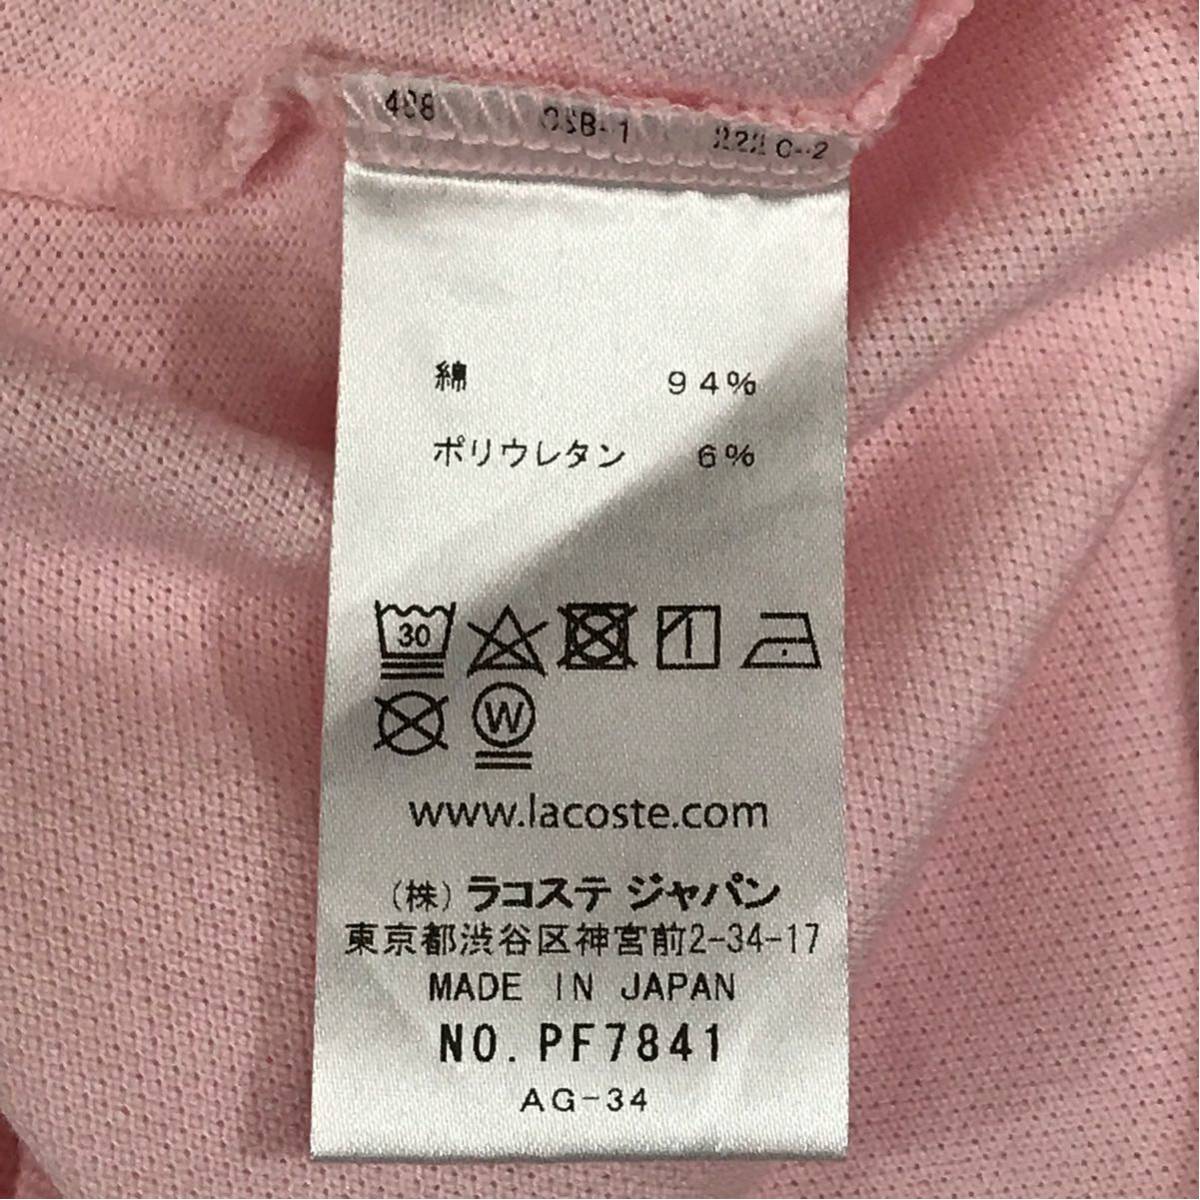 綿 94%
ポリウレタン 6%
30
W
www.lacoste.com
(株) ラコステ ジャパン
東京都渋谷区神宮前2-34-17
MADE IN JAPAN
NO. PF7841
AG-34